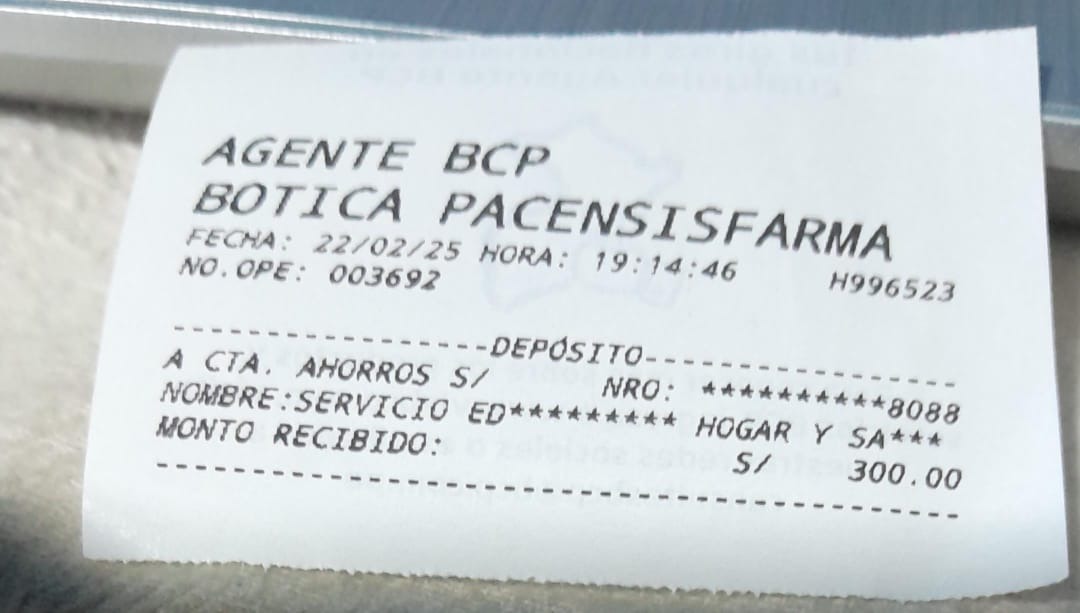 AGENTE BCP
BOTICA PACENSISFARMA
FECHA: 22/02/25 HORA: 19:14:46 H996523
NO.OPE: 003692
-----------------DEPÓSITO-----------------
A CTA. AHORROS S/ NRO: **********8088
NOMBRE:SERVICIO ED********* HOGAR Y SA***
MONTO RECIBIDO: S/ 300.00
------------------------------------------